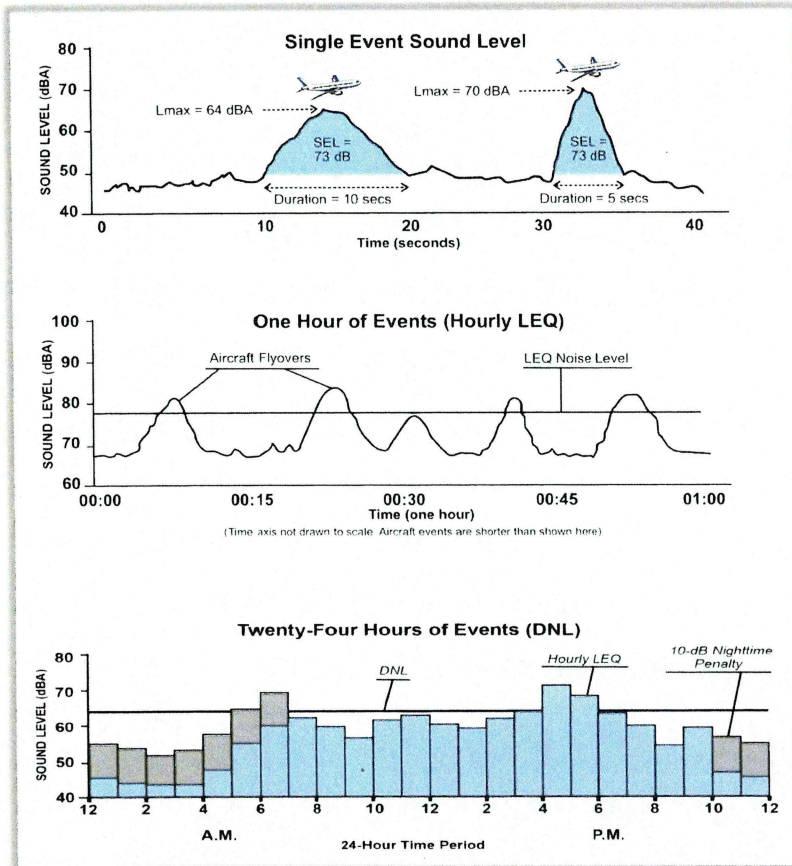 Single Event Sound Level
SOUND LEVEL (dBA)
80
70
60
50
40
Lmax = 64 dBA
Lmax = 70 dBA
SEL =
73 dB
SEL =
73 dB
Duration = 10 secs
Duration = 5 secs
0 10 20 30 40
Time (seconds)
One Hour of Events (Hourly LEQ)
SOUND LEVEL (dBA)
100
90
80
70
60
Aircraft Flyovers
LEQ Noise Level
00:00 00:15 00:30 00:45 01:00
Time (one hour)
(Time axis not drawn to scale. Aircraft events are shorter than shown here)
Twenty-Four Hours of Events (DNL)
SOUND LEVEL (dBA)
80
70
60
50
40
DNL
Hourly LEQ
10-dB Nighttime
Penalty
12 2 4 6 8 10 12 2 4 6 8 10 12
A.M. P.M.
24-Hour Time Period